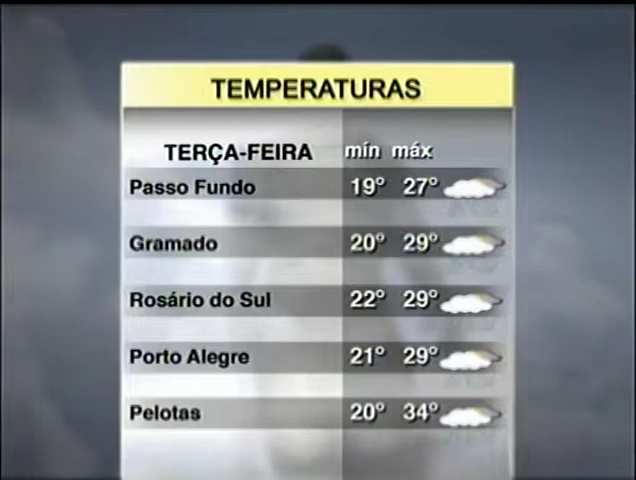 TEMPERATURAS
TERÇA-FEIRA mín máx
Passo Fundo 19° 27°
Gramado 20° 29°
Rosário do Sul 22° 29°
Porto Alegre 21° 29°
Pelotas 20° 34°